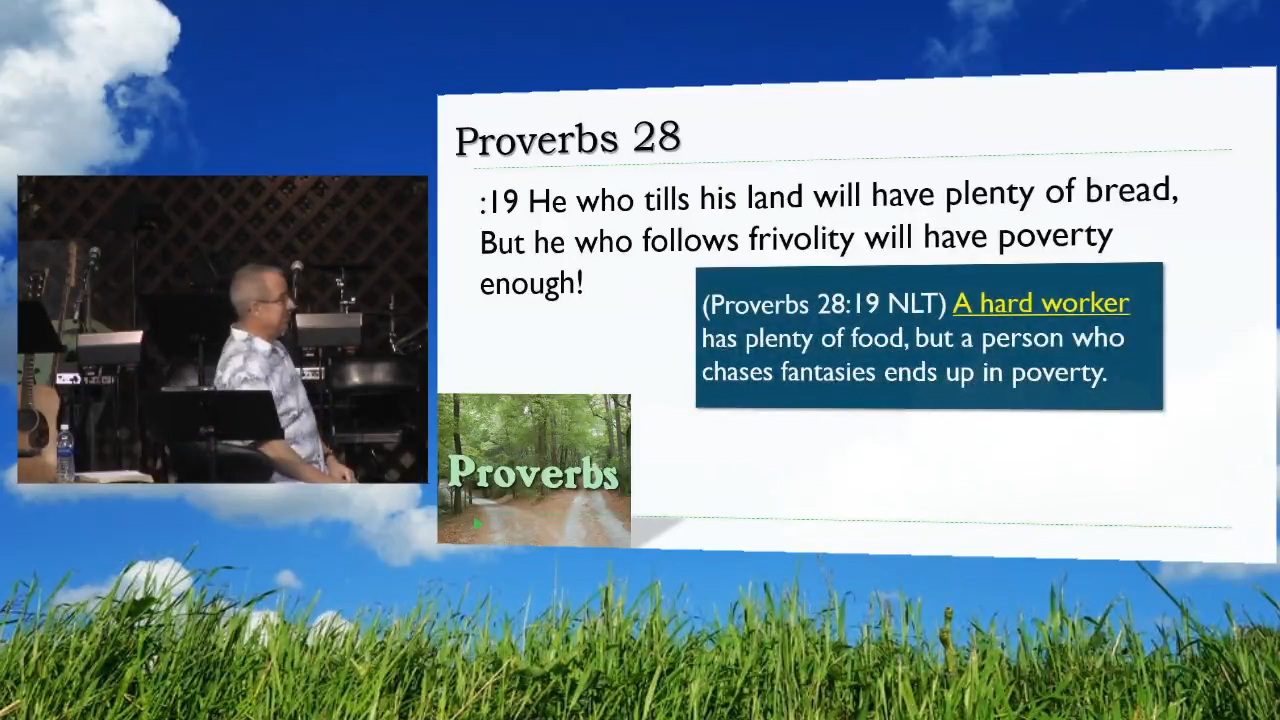 Proverbs 28
:19 He who tills his land will have plenty of bread,
But he who follows frivolity will have poverty
enough!
(Proverbs 28:19 NLT) A hard worker
has plenty of food, but a person who
chases fantasies ends up in poverty.
Proverbs